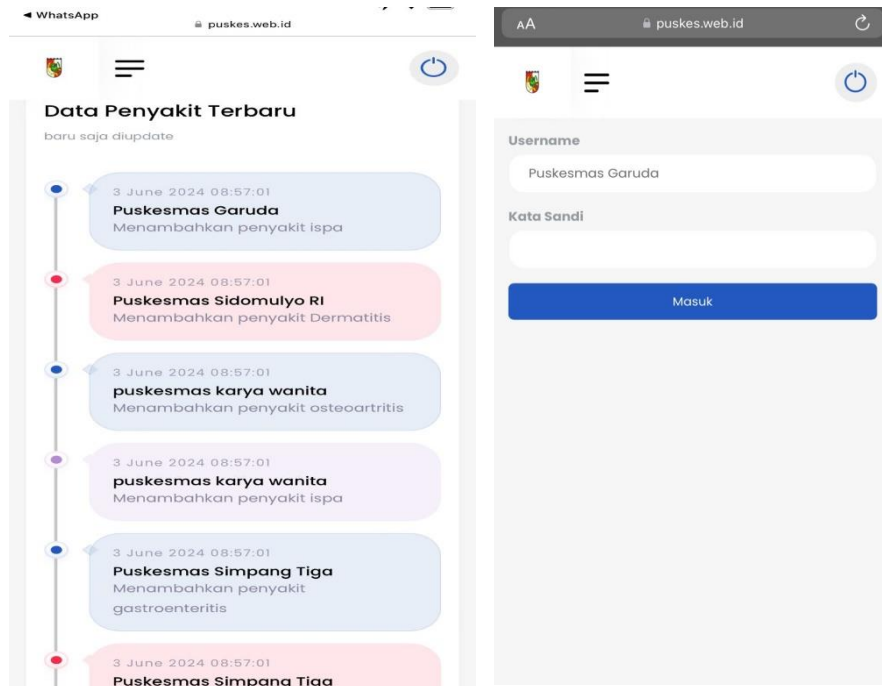 ◄ WhatsApp
puskes.web.id
Data Penyakit Terbaru
baru saja diupdate
3 June 2024 08:57:01
Puskesmas Garuda
Menambahkan penyakit ispa
3 June 2024 08:57:01
Puskesmas Sidomulyo RI
Menambahkan penyakit Dermatitis
3 June 2024 08:57:01
puskesmas karya wanita
Menambahkan penyakit osteoartritis
3 June 2024 08:57:01
puskesmas karya wanita
Menambahkan penyakit ispa
3 June 2024 08:57:01
Puskesmas Simpang Tiga
Menambahkan penyakit
gastroenteritis
3 June 2024 08:57:01
Puskesmas Simpang Tiga
AA
puskes.web.id
Username
Puskesmas Garuda
Kata Sandi
Masuk